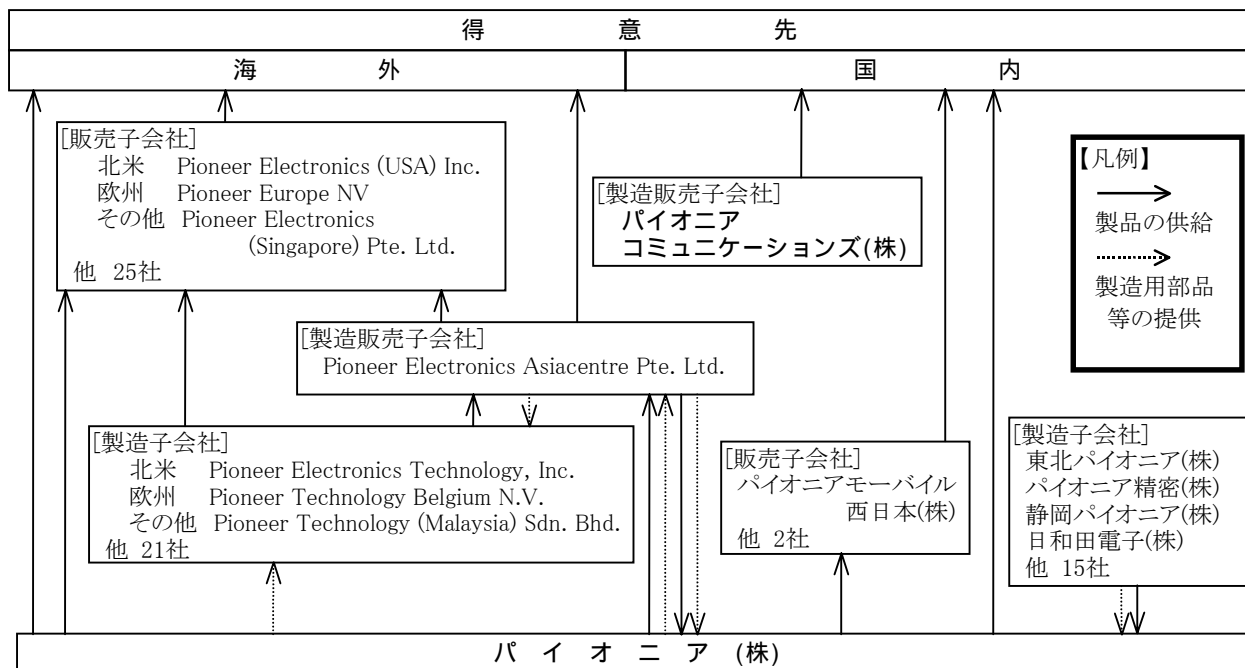 得 意 先
海 外
国 内
[販売子会社]
北米 Pioneer Electronics (USA) Inc.
欧州 Pioneer Europe NV
その他 Pioneer Electronics
(Singapore) Pte. Ltd.
他 25社
[製造販売子会社]
パイオニア
コミュニケーションズ(株)
【凡例】
製品の供給
製造用部品
等の提供
[製造販売子会社]
Pioneer Electronics Asiacentre Pte. Ltd.
[製造子会社]
北米 Pioneer Electronics Technology, Inc.
欧州 Pioneer Technology Belgium N.V.
その他 Pioneer Technology (Malaysia) Sdn. Bhd.
他 21社
[販売子会社]
パイオニアモーバイル
西日本(株)
他 2社
[製造子会社]
東北パイオニア(株)
パイオニア精密(株)
静岡パイオニア(株)
日和田電子(株)
他 15社
パ イ オ ニ ア (株)